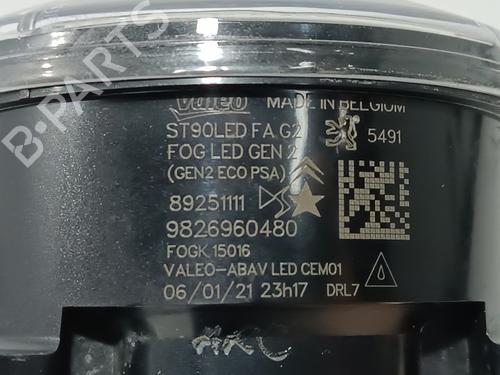 B-PARTS
Valeo MADE IN BELGIUM
ST90LED FA G2 5491
FOG LED GEN 2
(GEN2 ECO PSA)
89251111
9826960480
FOGK 15016
VALEO-ABAV LED CEM01
06/01/21 23h17 DRL7